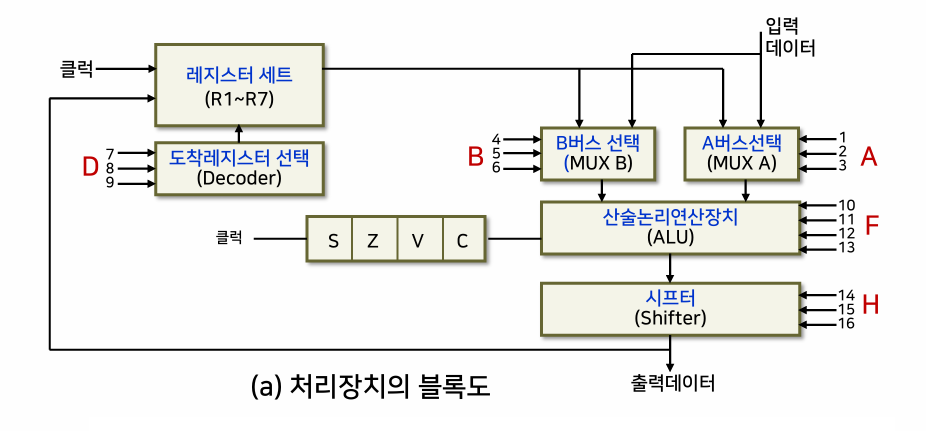 입력
데이터
클럭
레지스터 세트
(R1~R7)
D
7
8
9
도착레지스터 선택
(Decoder)
B
4
5
6
B버스 선택
(MUX B)
A버스선택
(MUX A)
1
2
3
A
클럭
S Z V C
산술논리연산장치
(ALU)
10
11
12
13
F
시프터
(Shifter)
14
15
16
H
출력데이터
(a) 처리장치의 블록도